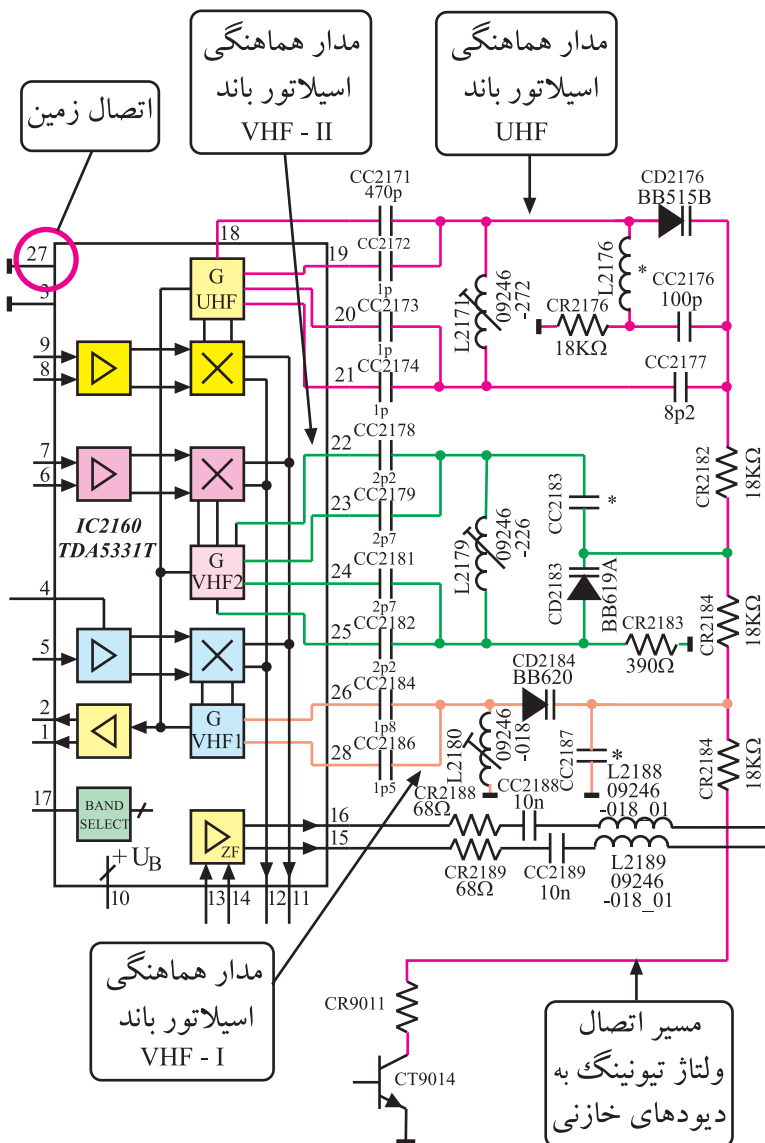 اتصال زمین
مدار هماهنگی
اسیلاتور باند
VHF - II
مدار هماهنگی
اسیلاتور باند
UHF
CC2171
470p
CD2176
BB515B
18
19
27
3
G
UHF
CC2172
1p
L2171
09246
-272
L2176
*
CC2176
100p
CR2176
18KΩ
20
CC2173
1p
9
8
21
CC2174
1p
CC2177
8p2
22
CC2178
2p2
CR2182
18KΩ
7
6
23
CC2179
2p7
CC2183
*
IC2160
TDA5331T
L2179
09246
-226
G
VHF2
24
CC2181
2p7
CD2183
BB619A
4
25
CC2182
2p2
CR2183
390Ω
CR2184
18KΩ
5
26
CC2184
1p8
CD2184
BB620
2
1
G
VHF1
28
CC2186
1p5
L2180
09246
-018
CC2187
*
CR2184
18KΩ
17
BAND
SELECT
CR2188
68Ω
CC2188
10n
L2188
09246
-018_01
16
15
ZF
+U_B
10
13
14
12
11
CR2189
68Ω
CC2189
10n
L2189
09246
-018_01
مدار هماهنگی
اسیلاتور باند
VHF - I
CR9011
CT9014
مسیر اتصال
ولتاژ تیونینگ به
دیودهای خازنی